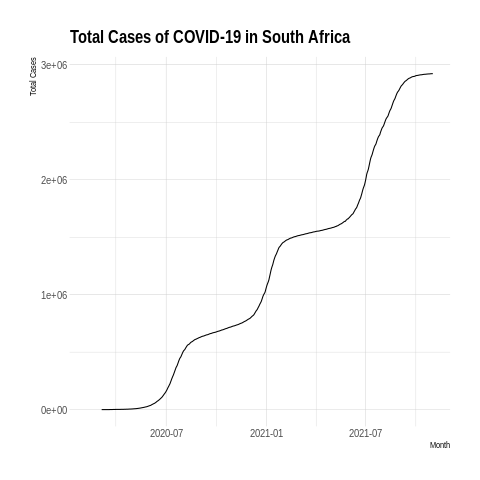 Total Cases of COVID-19 in South Africa
Total Cases
3e+06
2e+06
1e+06
0e+00
2020-07 2021-01 2021-07
Month